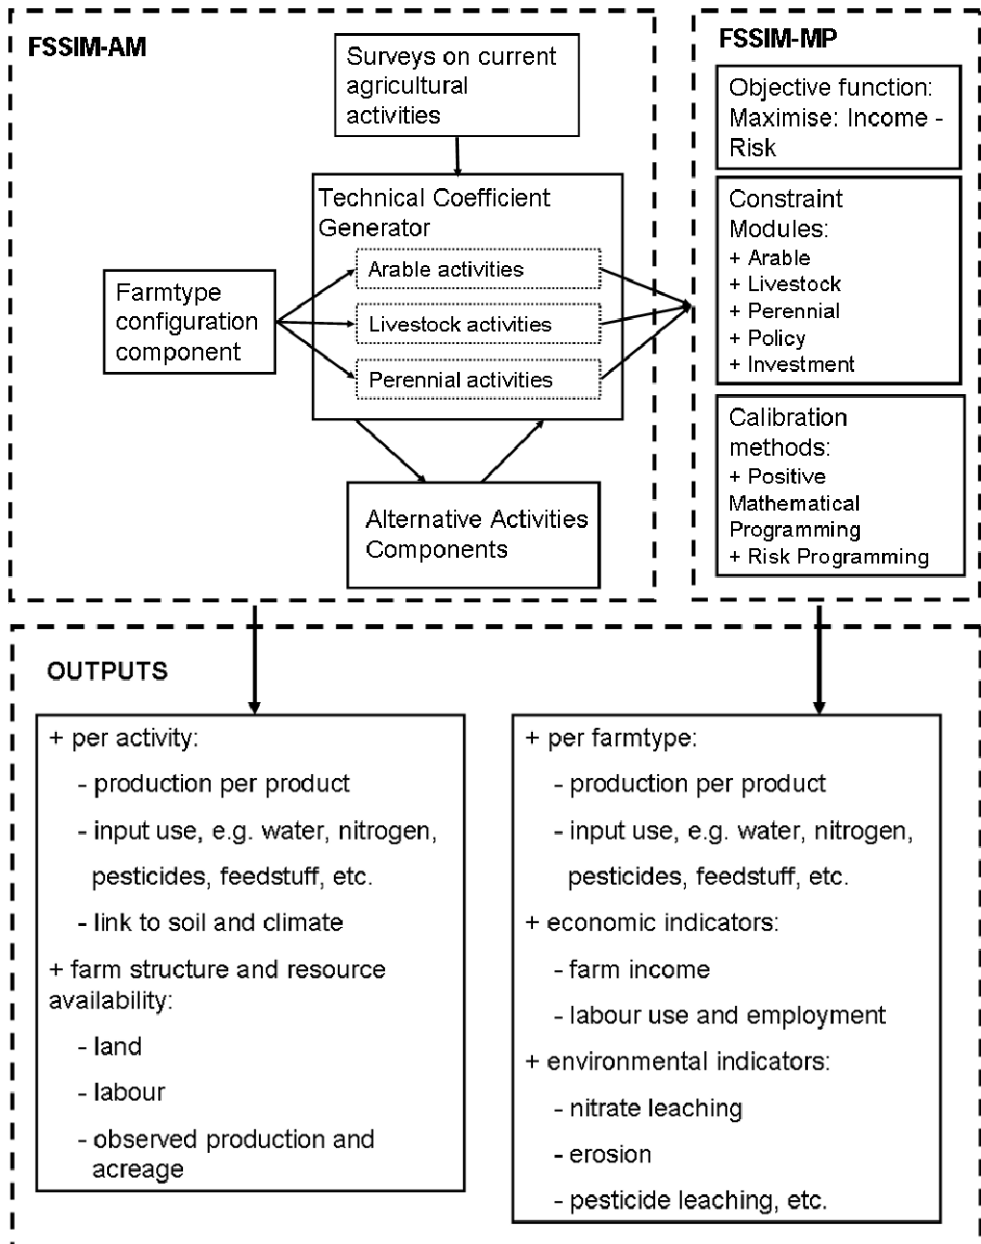 FSSIM-AM
Surveys on current
agricultural
activities
Technical Coefficient
Generator
Arable activities
Livestock activities
Perennial activities
Farmtype
configuration
component
Alternative Activities
Components
FSSIM-MP
Objective function:
Maximise: Income -
Risk
Constraint
Modules:
+ Arable
+ Livestock
+ Perennial
+ Policy
+ Investment
Calibration
methods:
+ Positive
Mathematical
Programming
+ Risk Programming
OUTPUTS
+ per activity:
- production per product
- input use, e.g. water, nitrogen,
pesticides, feedstuff, etc.
- link to soil and climate
+ farm structure and resource
availability:
- land
- labour
- observed production and
acreage
+ per farmtype:
- production per product
- input use, e.g. water, nitrogen,
pesticides, feedstuff, etc.
+ economic indicators:
- farm income
- labour use and employment
+ environmental indicators:
- nitrate leaching
- erosion
- pesticide leaching, etc.